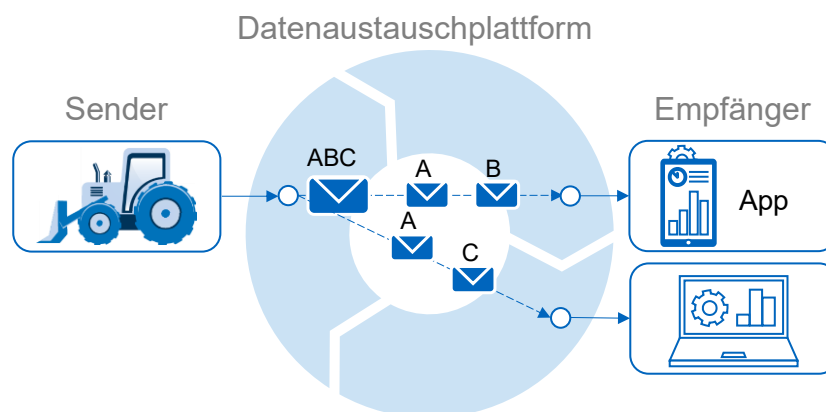 Datenaustauschplattform
Sender
Empfänger
ABC
A
B
App
A
C